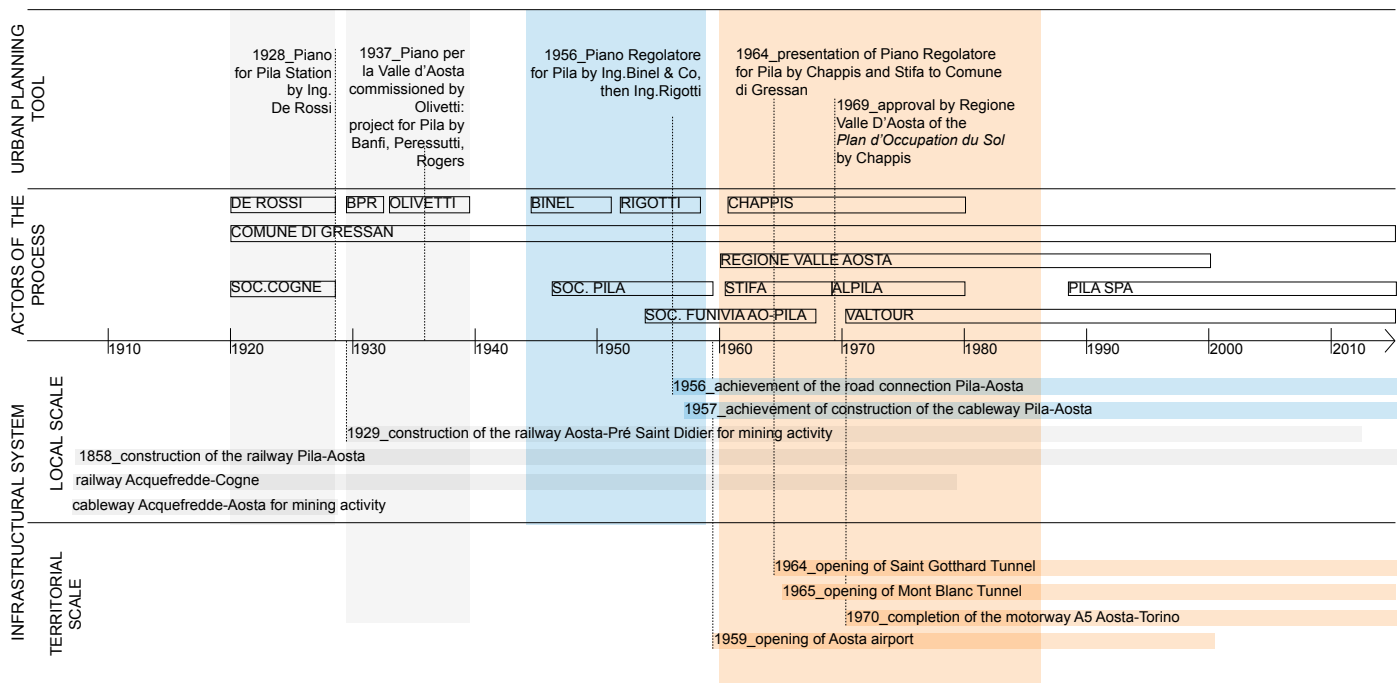 URBAN PLANNING
TOOL
1928_Piano
for Pila Station
by Ing.
De Rossi
1937_Piano per
la Valle d'Aosta
commissioned by
Olivetti:
project for Pila by
Banfi, Peressutti,
Rogers
1956_Piano Regolatore
for Pila by Ing.Binel & Co,
then Ing.Rigotti
1964_presentation of Piano Regolatore
for Pila by Chappis and Stifa to Comune
di Gressan
1969_approval by Regione
Valle D'Aosta of the
Plan d'Occupation du Sol
by Chappis
ACTORS OF THE
PROCESS
DE ROSSI BPR OLIVETTI BINEL RIGOTTI CHAPPIS
COMUNE DI GRESSAN
REGIONE VALLE AOSTA
SOC.COGNE SOC. PILA STIFA ALPILA PILA SPA
SOC. FUNIVIA AO-PILA VALTOUR
1910 1920 1930 1940 1950 1960 1970 1980 1990 2000 2010
INFRASTRUCTURAL SYSTEM
LOCAL SCALE
1956_achievement of the road connection Pila-Aosta
1957_achievement of construction of the cableway Pila-Aosta
1929_construction of the railway Aosta-Pré Saint Didier for mining activity
1858_construction of the railway Pila-Aosta
railway Acquefredde-Cogne
cableway Acquefredde-Aosta for mining activity
TERRITORIAL
SCALE
1964_opening of Saint Gotthard Tunnel
1965_opening of Mont Blanc Tunnel
1970_completion of the motorway A5 Aosta-Torino
1959_opening of Aosta airport